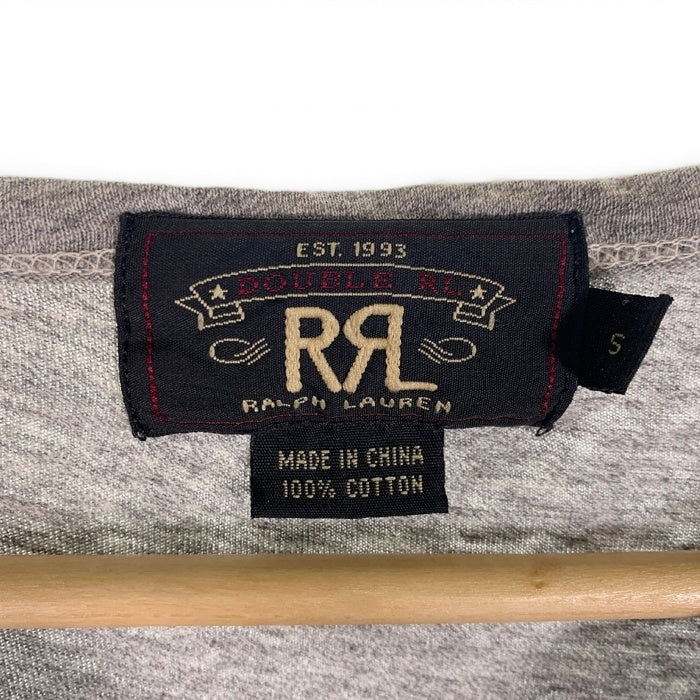 EST. 1993
DOUBLE RL
RRL
RALPH LAUREN
S
MADE IN CHINA
100% COTTON